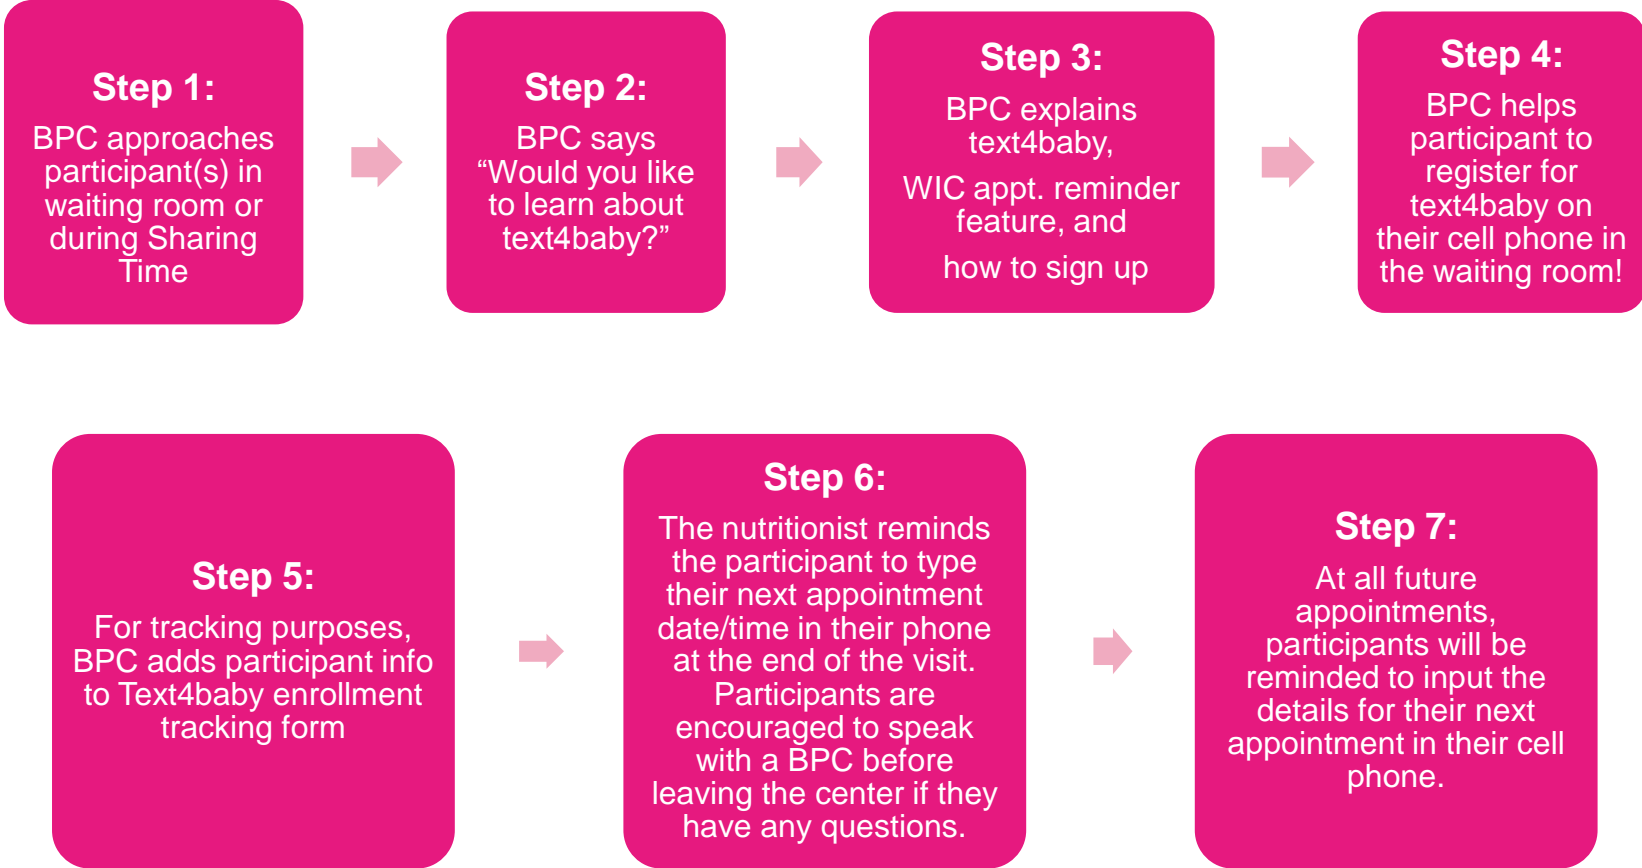 Step 1:
BPC approaches
participant(s) in
waiting room or
during Sharing
Time
Step 2:
BPC says
“Would you like
to learn about
text4baby?”
Step 3:
BPC explains
text4baby,
WIC appt. reminder
feature, and
how to sign up
Step 4:
BPC helps
participant to
register for
text4baby on
their cell phone in
the waiting room!
Step 5:
For tracking purposes,
BPC adds participant info
to Text4baby enrollment
tracking form
Step 6:
The nutritionist reminds
the participant to type
their next appointment
date/time in their phone
at the end of the visit.
Participants are
encouraged to speak
with a BPC before
leaving the center if they
have any questions.
Step 7:
At all future
appointments,
participants will be
reminded to input the
details for their next
appointment in their cell
phone.